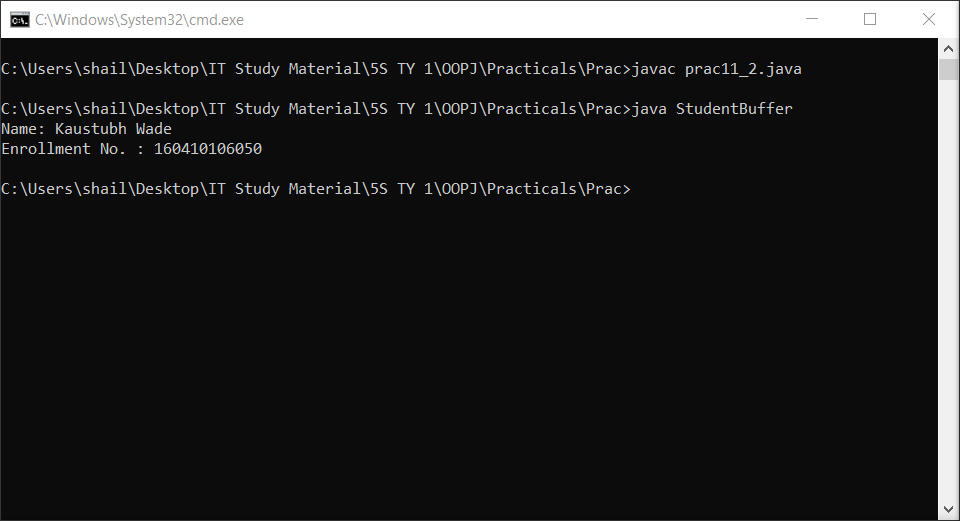 C:\Windows\System32\cmd.exe
C:\Users\shail\Desktop\IT Study Material\5S TY 1\OOPJ\Practicals\Prac>javac prac11_2.java
C:\Users\shail\Desktop\IT Study Material\5S TY 1\OOPJ\Practicals\Prac>java StudentBuffer
Name: Kaustubh Wade
Enrollment No. : 160410106050
C:\Users\shail\Desktop\IT Study Material\5S TY 1\OOPJ\Practicals\Prac>